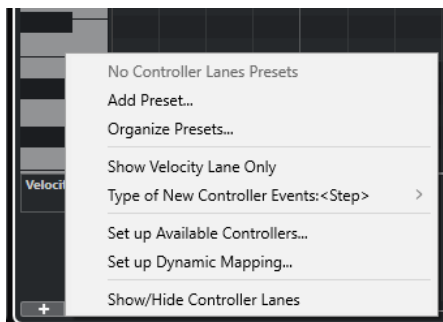 No Controller Lanes Presets
Add Preset...
Organize Presets...
Show Velocity Lane Only
Velocit
Type of New Controller Events:<Step>
Set up Available Controllers...
Set up Dynamic Mapping...
Show/Hide Controller Lanes